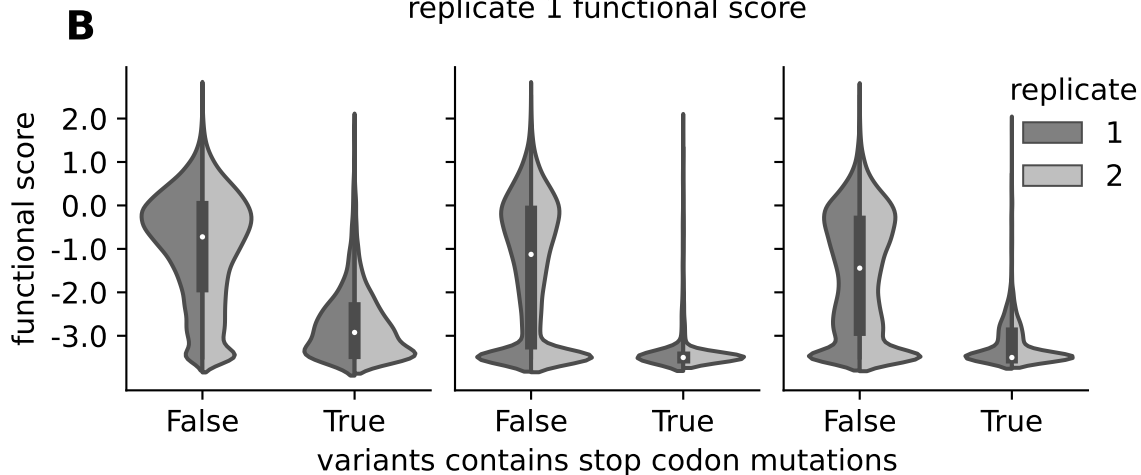 replicate 1 functional score
B
functional score
2.0
1.0
0.0
-1.0
-2.0
-3.0
replicate
1
2
False True False True False True
variants contains stop codon mutations